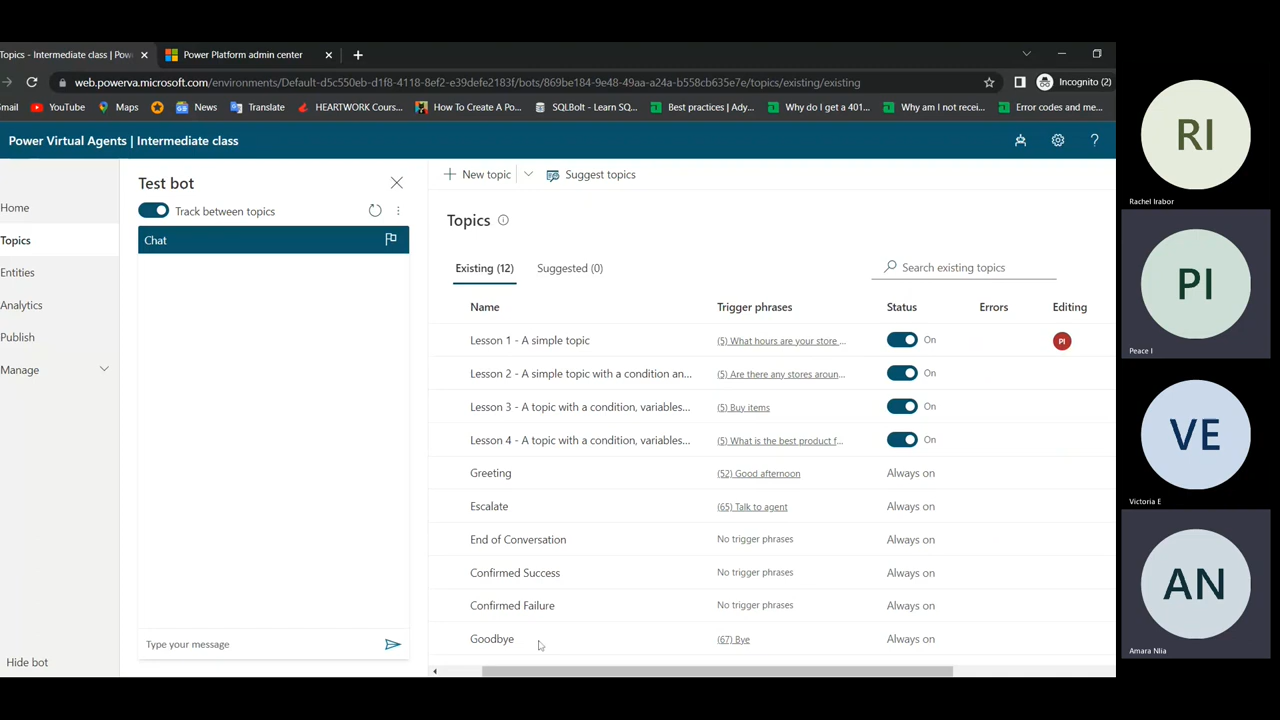 Topics - Intermediate class | Pow
Power Platform admin center
web.powerva.microsoft.com/environments/Default-d5c550eb-d1f8-4118-8ef2-e39defe2183f/bots/869be184-9e48-49aa-a24a-b558cb635e7e/topics/existing/existing
Incognito (2)
mail
YouTube
Maps
News
Translate
HEARTWORK Cours...
How To Create A Po...
SQLBolt - Learn SQ...
Best practices | Ady...
Why do I get a 401...
Why am I not recei...
Error codes and me...
Power Virtual Agents | Intermediate class
Home
Topics
Entities
Analytics
Publish
Manage
Hide bot
Test bot
Track between topics
Chat
Type your message
New topic
Suggest topics
Topics
Existing (12)
Suggested (0)
Search existing topics
Name Trigger phrases Status Errors Editing
Lesson 1 - A simple topic (5) What hours are your store ... On PI
Lesson 2 - A simple topic with a condition an... (5) Are there any stores aroun... On
Lesson 3 - A topic with a condition, variables... (5) Buy items On
Lesson 4 - A topic with a condition, variables... (5) What is the best product f... On
Greeting (52) Good afternoon Always on
Escalate (65) Talk to agent Always on
End of Conversation No trigger phrases Always on
Confirmed Success No trigger phrases Always on
Confirmed Failure No trigger phrases Always on
Goodbye (67) Bye Always on
RI
Rachel Irabor
PI
Peace I
VE
Victoria E
AN
Amara Nlia